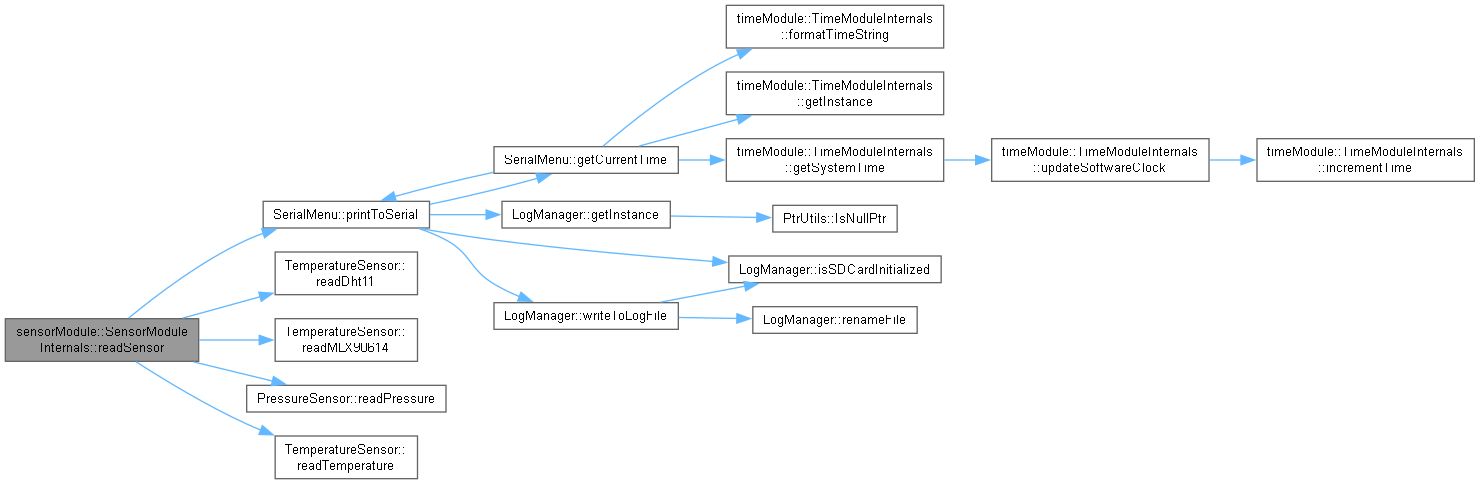 timeModule::TimeModuleInternals
::formatTimeString
timeModule::TimeModuleInternals
::getInstance
SerialMenu::getCurrentTime
timeModule::TimeModuleInternals
::getSystemTime
timeModule::TimeModuleInternals
::updateSoftwareClock
timeModule::TimeModuleInternals
::incrementTime
SerialMenu::printToSerial
LogManager::getInstance
PtrUtils::IsNullPtr
TemperatureSensor::
readDht11
LogManager::isSDCardInitialized
LogManager::writeToLogFile
LogManager::renameFile
sensorModule::SensorModule
Internals::readSensor
TemperatureSensor::
readMLX90614
PressureSensor::readPressure
TemperatureSensor::
readTemperature